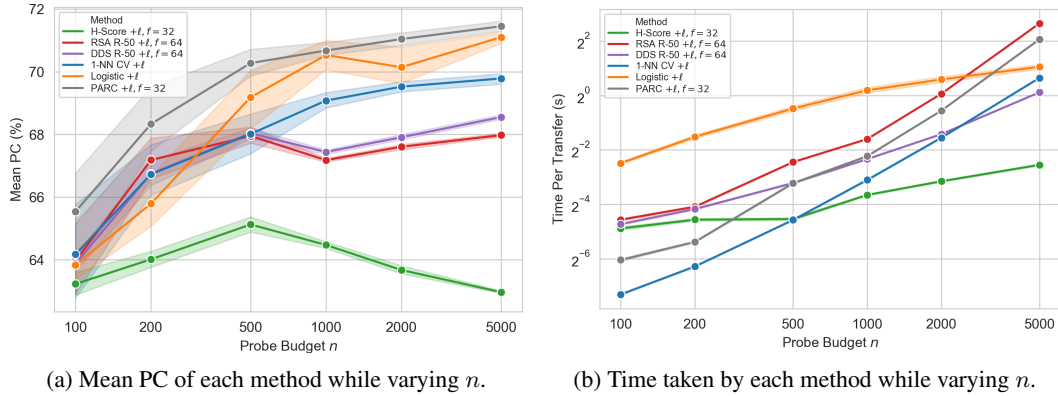 72
70
68
66
64
Mean PC (%)
Method
H-Score +ℓ, f = 32
RSA R-50 +ℓ, f = 64
DDS R-50 +ℓ, f = 64
1-NN CV +ℓ
Logistic +ℓ
PARC +ℓ, f = 32
100 200 500 1000 2000 5000
Probe Budget n
(a) Mean PC of each method while varying n.
2^2
2^0
2^−2
2^−4
2^−6
Time Per Transfer (s)
Method
H-Score +ℓ, f = 32
RSA R-50 +ℓ, f = 64
DDS R-50 +ℓ, f = 64
1-NN CV +ℓ
Logistic +ℓ
PARC +ℓ, f = 32
100 200 500 1000 2000 5000
Probe Budget n
(b) Time taken by each method while varying n.